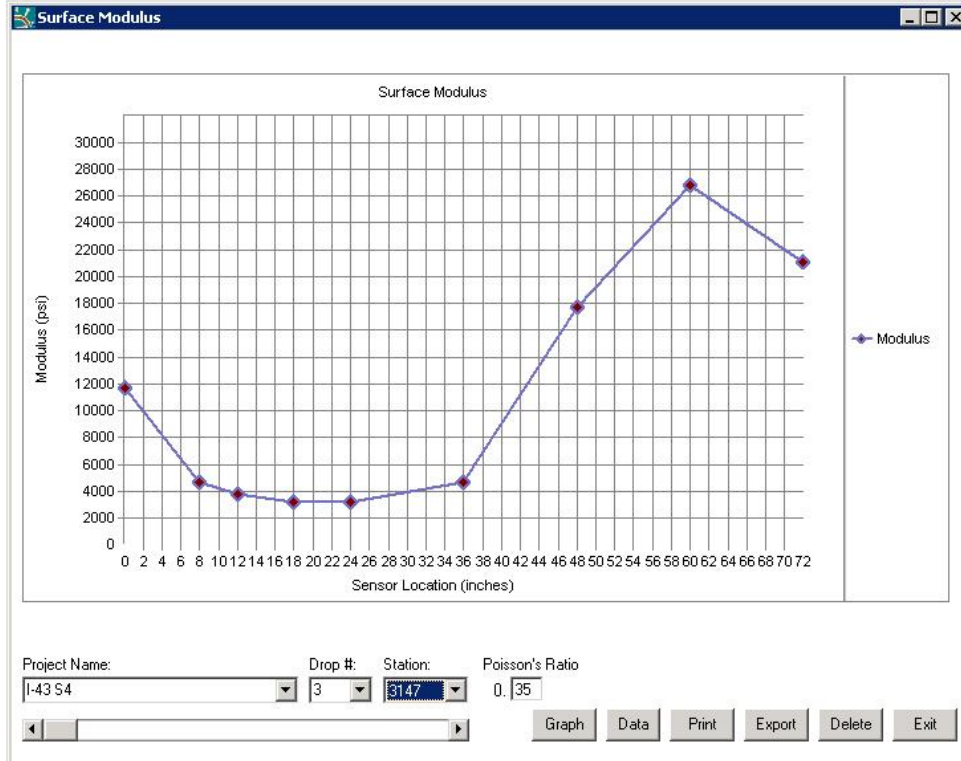 Surface Modulus
Surface Modulus
30000
28000
26000
24000
22000
20000
18000
16000
14000
12000
10000
8000
6000
4000
2000
0
Modulus (psi)
0 2 4 6 8 10 12 14 16 18 20 22 24 26 28 30 32 34 36 38 40 42 44 46 48 50 52 54 56 58 60 62 64 66 68 70 72
Sensor Location (inches)
Modulus
Project Name: Drop #: Station: Poisson's Ratio
I-43 S4 3 3147 0. 35
Graph Data Print Export Delete Exit